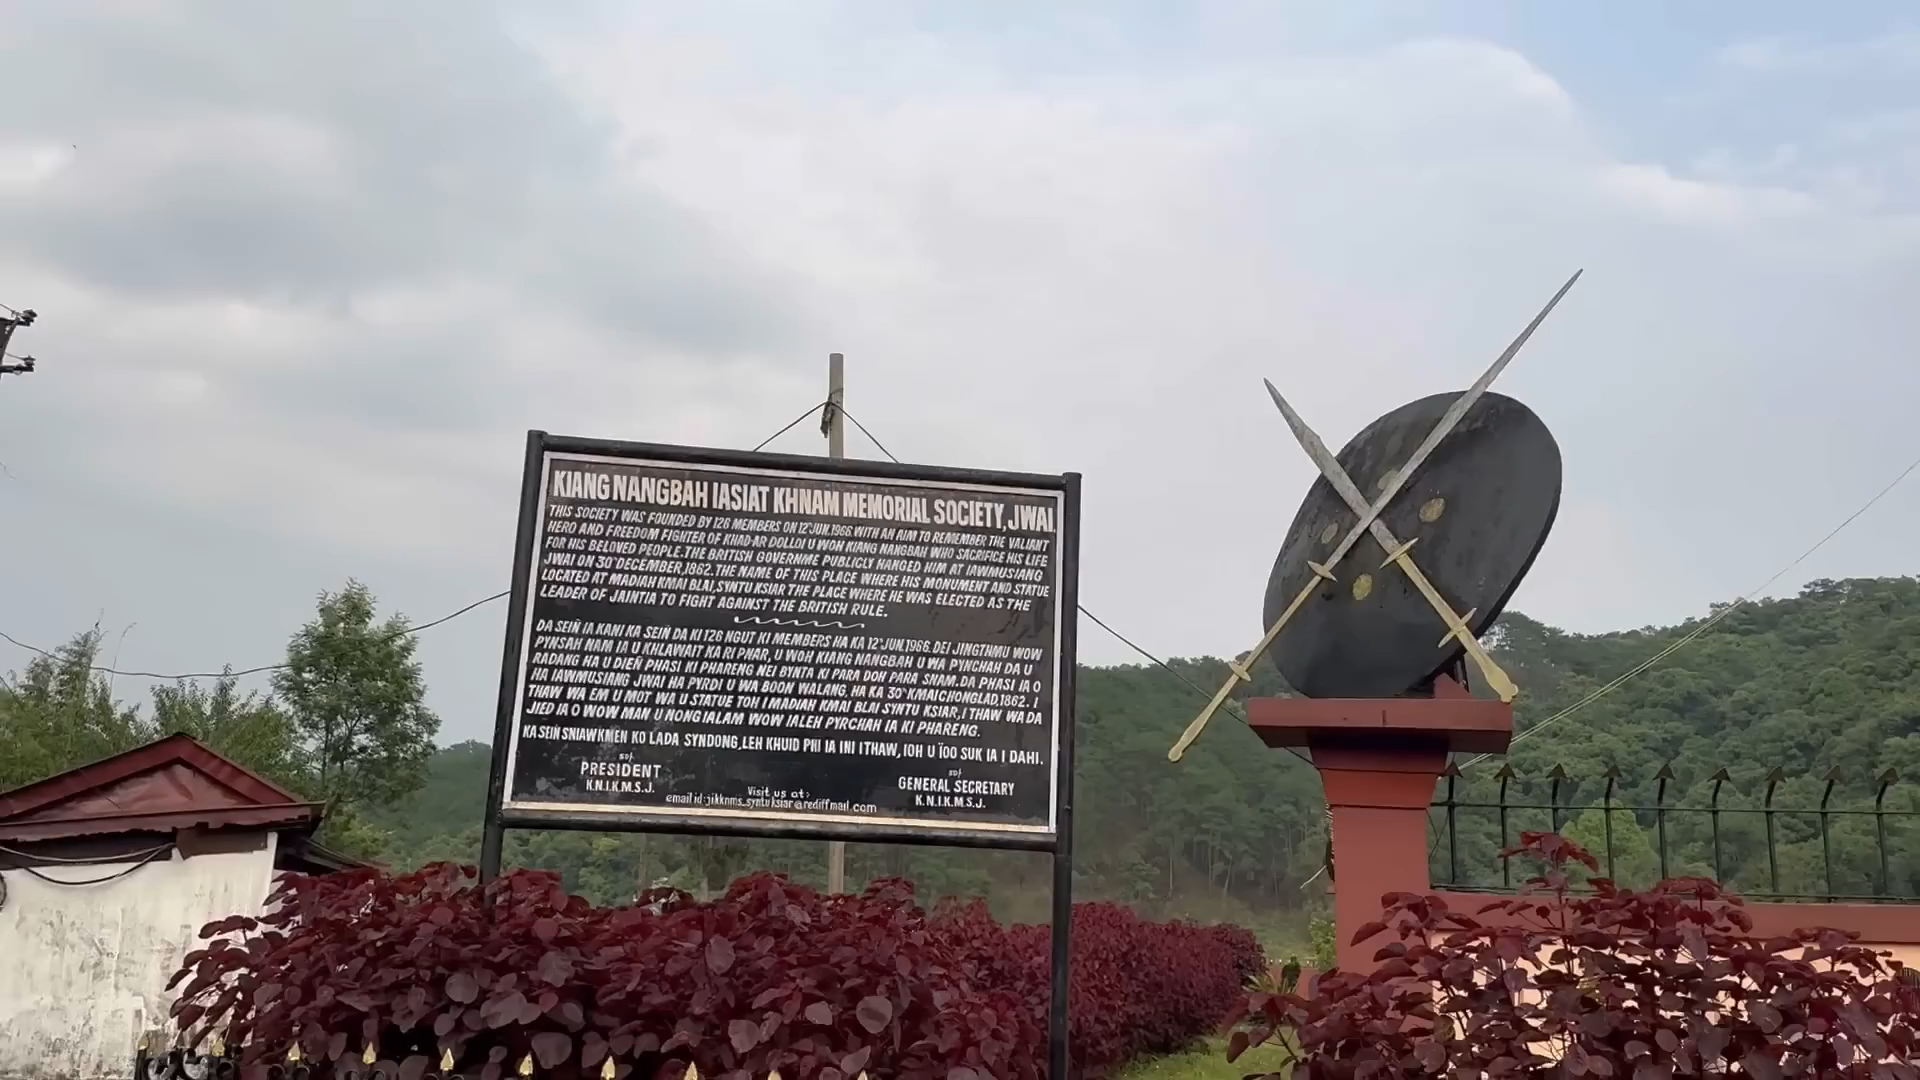 KIANG NANGBAH IASIAT KHNAM MEMORIAL SOCIETY, JWAI.
THIS SOCIETY WAS FOUNDED BY 126 MEMBERS ON 12TH JUN,1966. WITH AN AIM TO REMEMBER THE VALIANT
HERO AND FREEDOM FIGHTER OF KHAD-AR DOLLOI U WOH KIANG NANGBAH WHO SACRIFICE HIS LIFE
FOR HIS BELOVED PEOPLE. THE BRITISH GOVERNME PUBLICLY HANGED HIM AT IAWMUSIANG
JWAI ON 30TH DECEMBER, 1862. THE NAME OF THIS PLACE WHERE HIS MONUMENT AND STATUE
LOCATED AT MADIAH KMAI BLAI, SYNTU KSIAR THE PLACE WHERE HE WAS ELECTED AS THE
LEADER OF JAINTIA TO FIGHT AGAINST THE BRITISH RULE.
DA SEIÑ IA KANI KA SEIÑ DA KI 126 NGUT KI MEMBERS HA KA 12TH JUN, 1966. DEI JINGTHMU WOW
PYNSAH NAM IA U KHLAWAIT KA RI PNAR, U WOH KIANG NANGBAH U WA PYNCHAH DA U
RADANG HA U DIEÑ PHASI KI PHARENG NEI BYNTA KI PARA DOH PARA SNAM. DA PHASI IA O
HA IAWMUSIANG JWAI HA PYRDI U WA BOON WALANG, HA KA 30TH KMAICHONGLAD, 1862. I
THAW WA EM U MOT WA U STATUE TOH I MADIAH KMAI BLAI SYNTU KSIAR, I THAW WA DA
JIED IA O WOW MAN U NONGIALAM WOW IALEH PYRCHAH IA KI PHARENG.
KA SEIN SNIAWKMEN KO LADA SYNDONG, LEH KHUID PHI IA INI ITHAW, IOH U ÏOO SUK IA I DAHI.
sd/
PRESIDENT
K.N.I.K.M.S.J.
sd/
GENERAL SECRETARY
K.N.I.K.M.S.J.
Visit us at:
email id:jikknms_syntuksiar@rediffmail.com